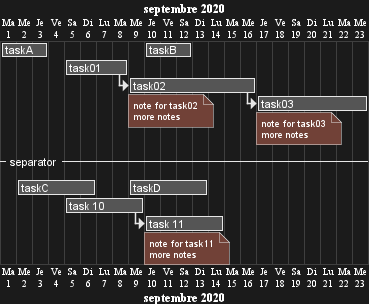 septembre 2020
Ma Me Je Ve Sa Di Lu Ma Me Je Ve Sa Di Lu Ma Me Je Ve Sa Di Lu Ma Me
1 2 3 4 5 6 7 8 9 10 11 12 13 14 15 16 17 18 19 20 21 22 23
taskA taskB
task01
task02
note for task02
more notes
task03
note for task03
more notes
separator
taskC taskD
task 10
task 11
note for task11
more notes
Ma Me Je Ve Sa Di Lu Ma Me Je Ve Sa Di Lu Ma Me Je Ve Sa Di Lu Ma Me
1 2 3 4 5 6 7 8 9 10 11 12 13 14 15 16 17 18 19 20 21 22 23
septembre 2020